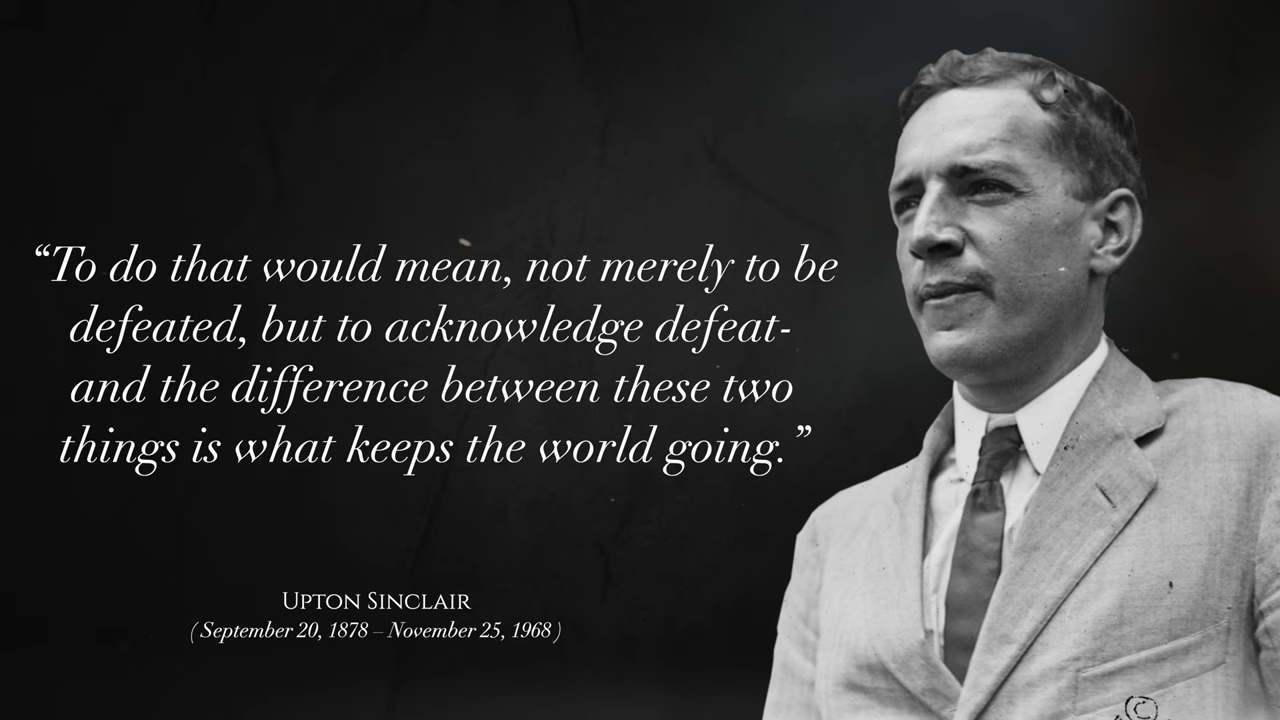 “To do that would mean, not merely to be
defeated, but to acknowledge defeat-
and the difference between these two
things is what keeps the world going.”
Upton Sinclair
( September 20, 1878 – November 25, 1968 )
©